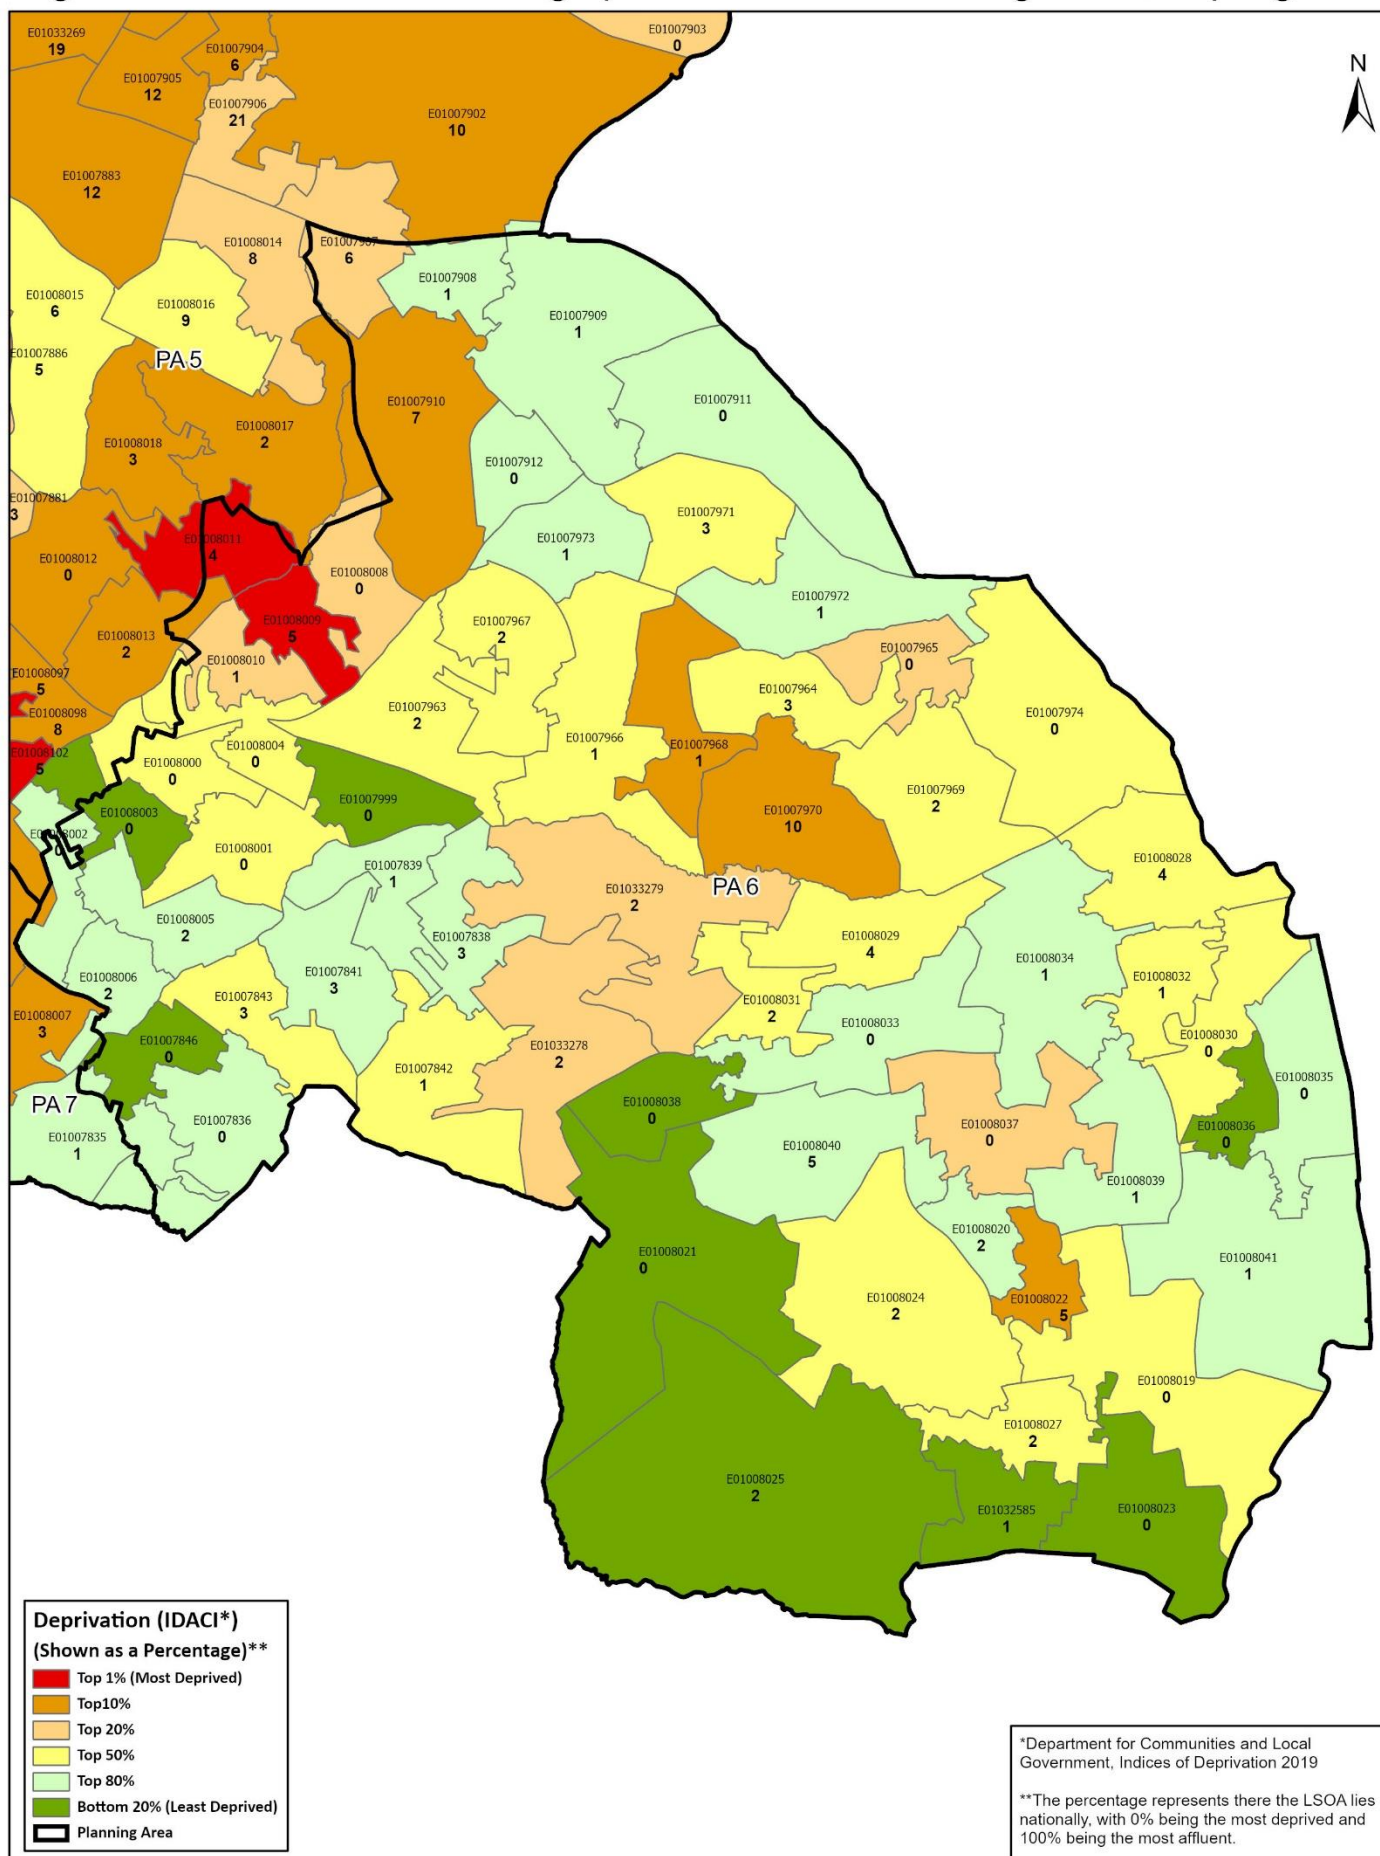 E01033269
19
E01007904
6
E01007903
0
E01007905
12
E01007906
21
E01007902
10
N
E01007883
12
E01008014
8
E01007907
6
E01007908
1
E01008015
6
E01008016
9
E01007909
1
E01007886
5
PA 5
E01007910
7
E01007911
0
E01008017
2
E01008018
3
E01007912
0
E01007881
3
E01007971
3
E01008011
4
E01007973
1
E01008012
0
E01008008
0
E01007972
1
E01008009
5
E01007967
2
E01008013
2
E01007965
0
E01008010
1
E01008097
5
E01007964
3
E01007963
2
E01007974
0
E01008098
8
E01007966
1
E01007968
1
E01008102
5
E01008004
0
E01008000
0
E01007999
0
E01007970
10
E01007969
2
E01008003
0
E01008002
0
E01008001
0
E01007839
1
E01008028
4
E01033279
2
PA 6
E01008005
2
E01007838
3
E01008029
4
E01008034
1
E01007841
3
E01008006
2
E01008032
1
E01007843
3
E01008031
2
E01008007
3
E01008033
0
E01008030
0
E01007846
0
E01033278
2
E01007842
1
E01008035
0
E01008038
0
PA 7
E01007836
0
E01008037
0
E01008036
0
E01007835
1
E01008040
5
E01008039
1
E01008020
2
E01008021
0
E01008041
1
E01008024
2
E01008022
5
E01008019
0
E01008027
2
E01008025
2
E01032585
1
E01008023
0
Deprivation (IDACI*)
(Shown as a Percentage)**
Top 1% (Most Deprived)
Top10%
Top 20%
Top 50%
Top 80%
Bottom 20% (Least Deprived)
Planning Area
*Department for Communities and Local
Government, Indices of Deprivation 2019
**The percentage represents there the LSOA lies
nationally, with 0% being the most deprived and
100% being the most affluent.